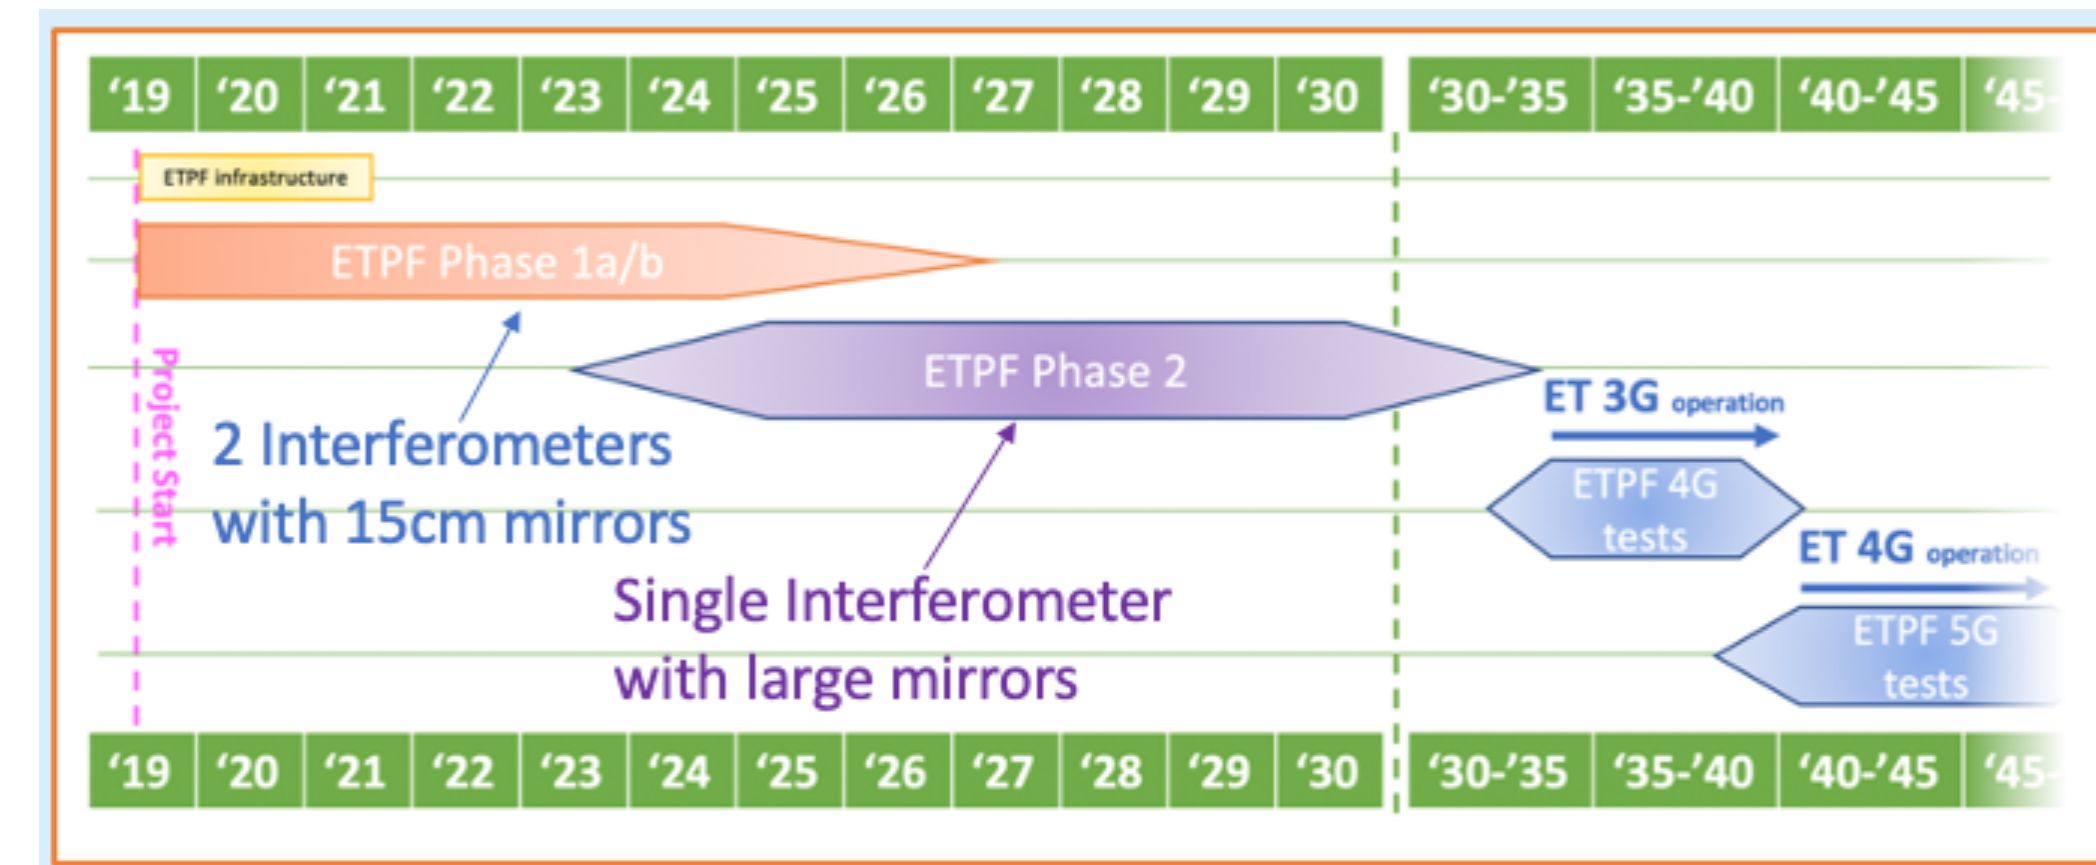 ‘19 ‘20 ‘21 ‘22 ‘23 ‘24 ‘25 ‘26 ‘27 ‘28 ‘29 ‘30 ‘30-’35 ‘35-’40 ‘40-’45 ‘45-
ETPF infrastructure
ETPF Phase 1a/b
Project Start
ETPF Phase 2
2 Interferometers
with 15cm mirrors
Single Interferometer
with large mirrors
ET 3G operation
ETPF 4G
tests
ET 4G operation
ETPF 5G
tests
‘19 ‘20 ‘21 ‘22 ‘23 ‘24 ‘25 ‘26 ‘27 ‘28 ‘29 ‘30 ‘30-’35 ‘35-’40 ‘40-’45 ‘45-